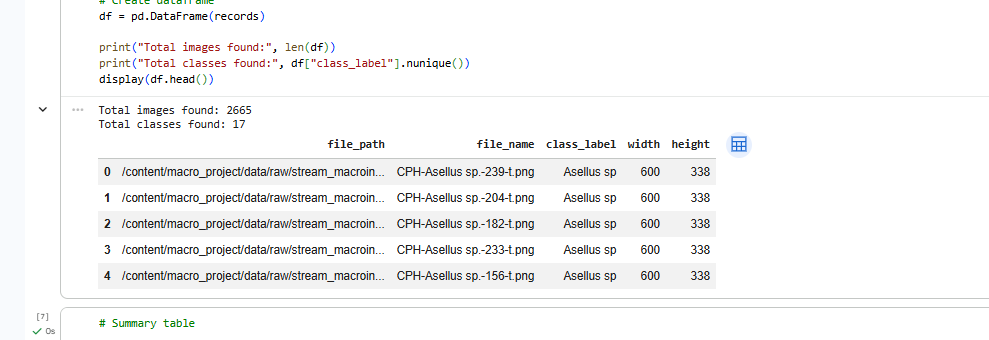 # Create dataframe
df = pd.DataFrame(records)
print("Total images found:", len(df))
print("Total classes found:", df["class_label"].nunique())
display(df.head())
... Total images found: 2665
Total classes found: 17
file_path file_name class_label width height
0 /content/macro_project/data/raw/stream_macroin... CPH-Asellus sp.-239-t.png Asellus sp 600 338
1 /content/macro_project/data/raw/stream_macroin... CPH-Asellus sp.-204-t.png Asellus sp 600 338
2 /content/macro_project/data/raw/stream_macroin... CPH-Asellus sp.-182-t.png Asellus sp 600 338
3 /content/macro_project/data/raw/stream_macroin... CPH-Asellus sp.-233-t.png Asellus sp 600 338
4 /content/macro_project/data/raw/stream_macroin... CPH-Asellus sp.-156-t.png Asellus sp 600 338
[7]
# Summary table
0s